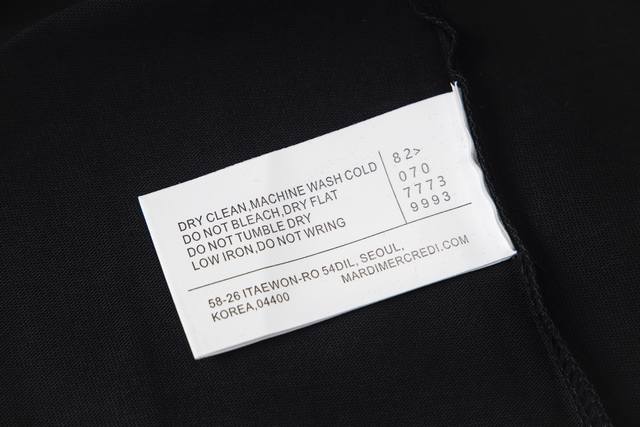 DRY CLEAN,MACHINE WASH COLD
DO NOT BLEACH,DRY FLAT
DO NOT TUMBLE DRY
LOW IRON,DO NOT WRING
82>
070
7773
9993
58-26 ITAEWON-RO 54DIL, SEOUL,
KOREA,04400
MARDIMERCREDI.COM